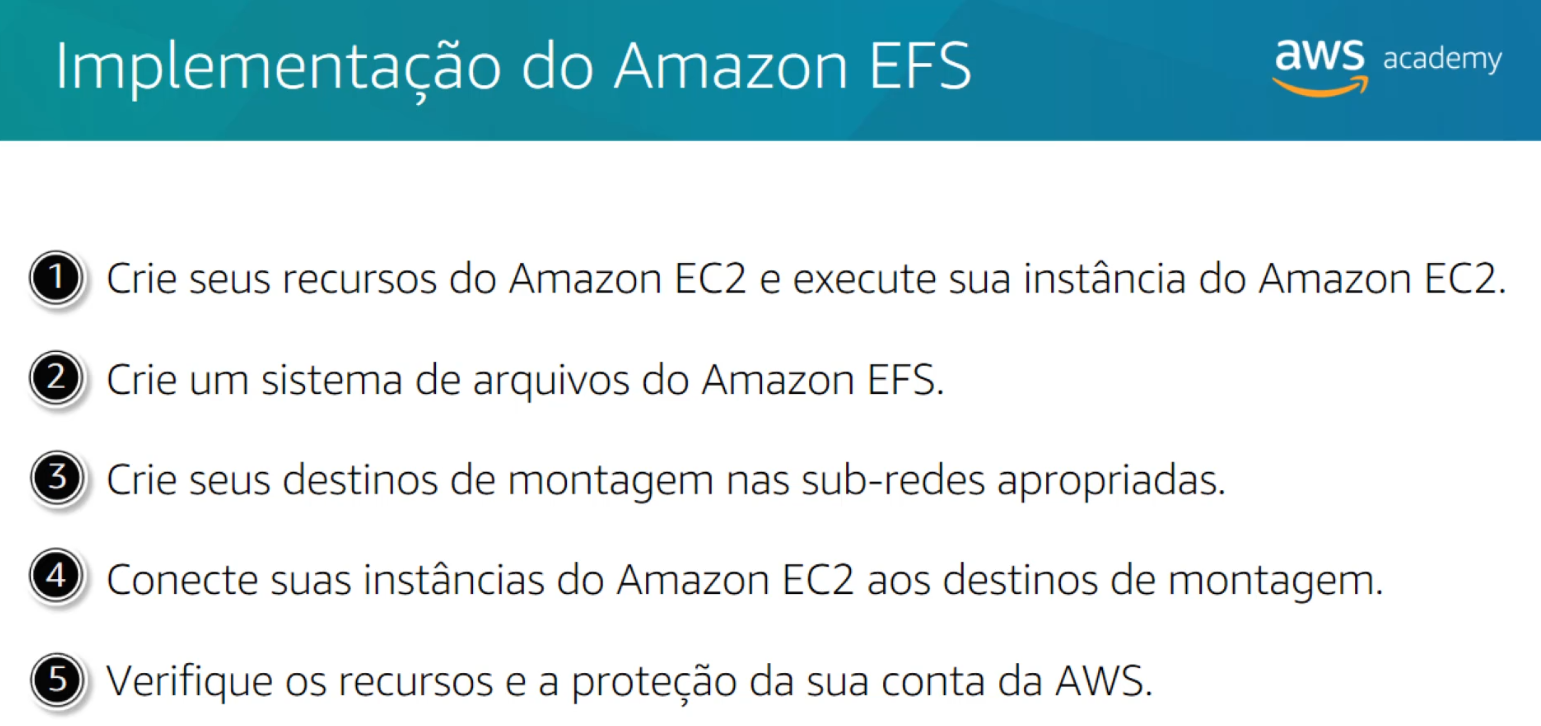 Implementação do Amazon EFS
aws academy
1 Crie seus recursos do Amazon EC2 e execute sua instância do Amazon EC2.
2 Crie um sistema de arquivos do Amazon EFS.
3 Crie seus destinos de montagem nas sub-redes apropriadas.
4 Conecte suas instâncias do Amazon EC2 aos destinos de montagem.
5 Verifique os recursos e a proteção da sua conta da AWS.